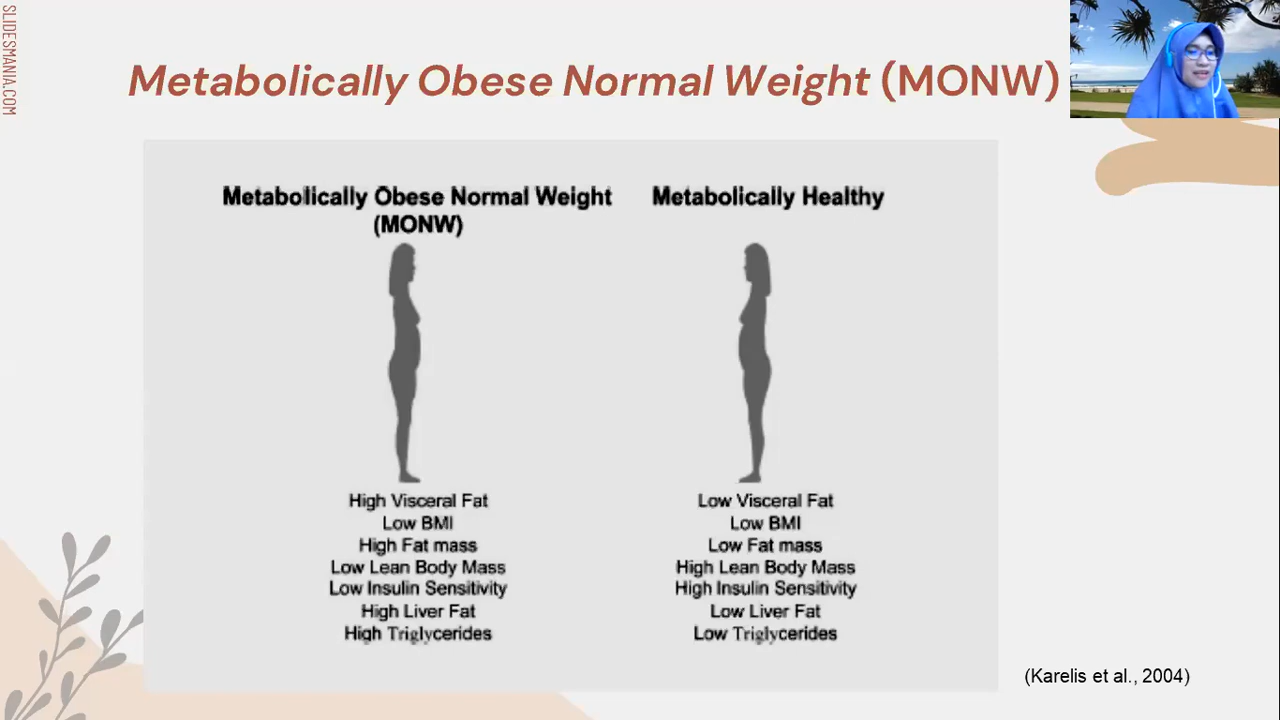 SLIDESMANIA.COM
Metabolically Obese Normal Weight (MONW)
Metabolically Obese Normal Weight
(MONW)
High Visceral Fat
Low BMI
High Fat mass
Low Lean Body Mass
Low Insulin Sensitivity
High Liver Fat
High Triglycerides
Metabolically Healthy
Low Visceral Fat
Low BMI
Low Fat mass
High Lean Body Mass
High Insulin Sensitivity
Low Liver Fat
Low Triglycerides
(Karelis et al., 2004)